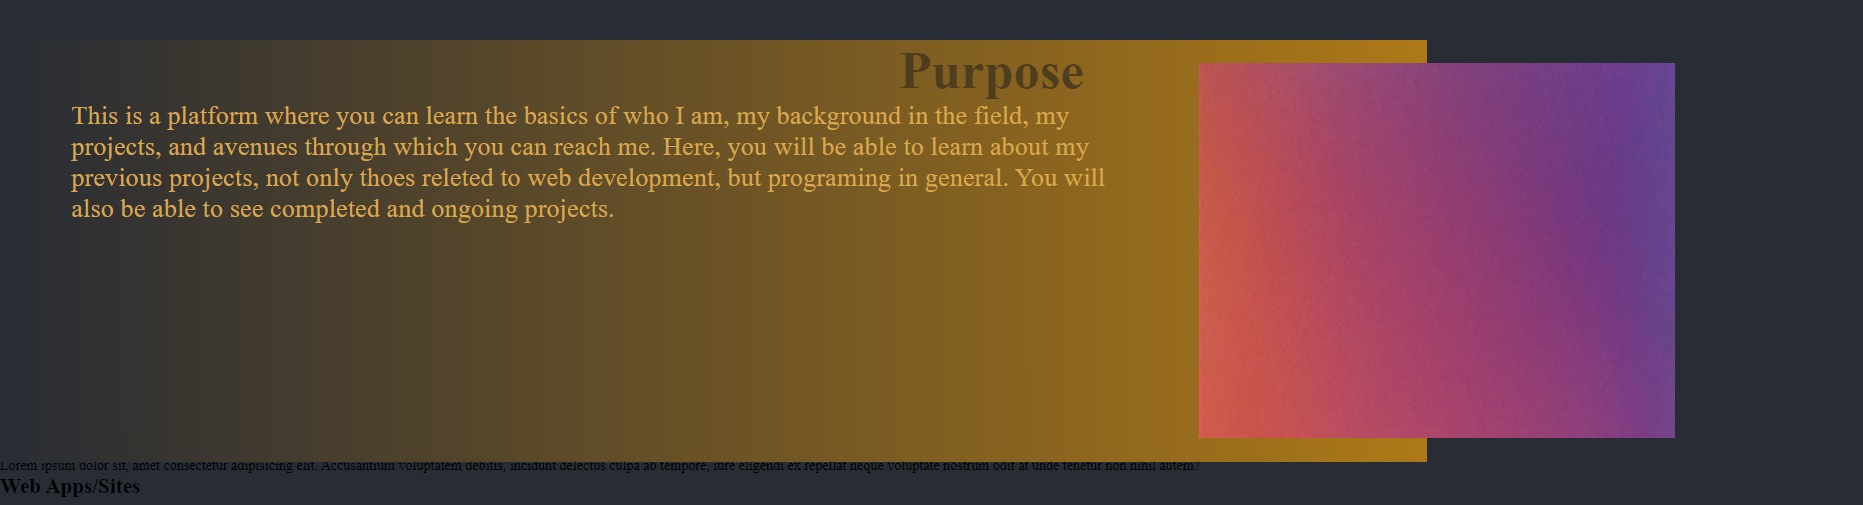 Purpose
This is a platform where you can learn the basics of who I am, my background in the field, my
projects, and avenues through which you can reach me. Here, you will be able to learn about my
previous projects, not only thoes releted to web development, but programing in general. You will
also be able to see completed and ongoing projects.
Lorem ipsum dolor sit, amet consectetur adipisicing elit. Accusantium voluptatem debitis, incidunt delectus culpa ab tempore, iure eligendi ex repellat neque voluptate nostrum odit at unde tenetur non nihil autem?
Web Apps/Sites